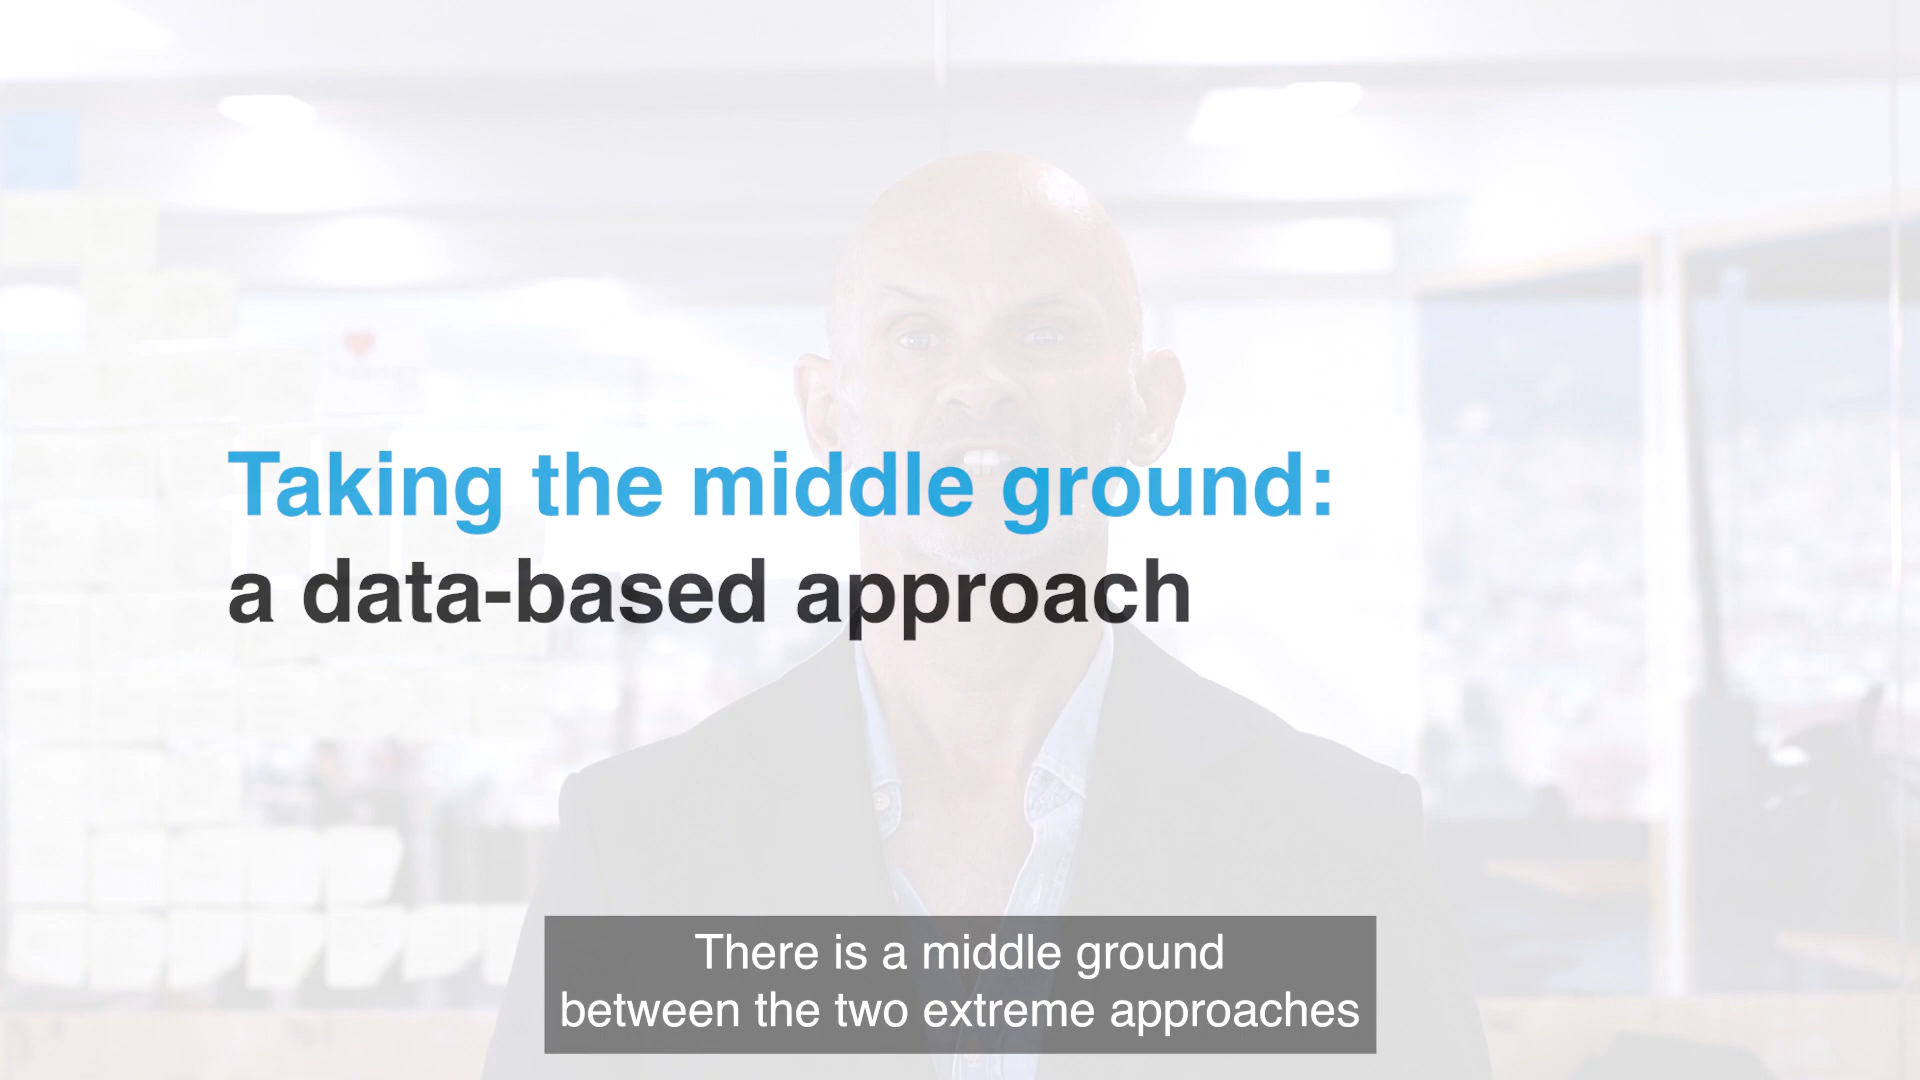 Taking the middle ground:
a data-based approach
There is a middle ground
between the two extreme approaches